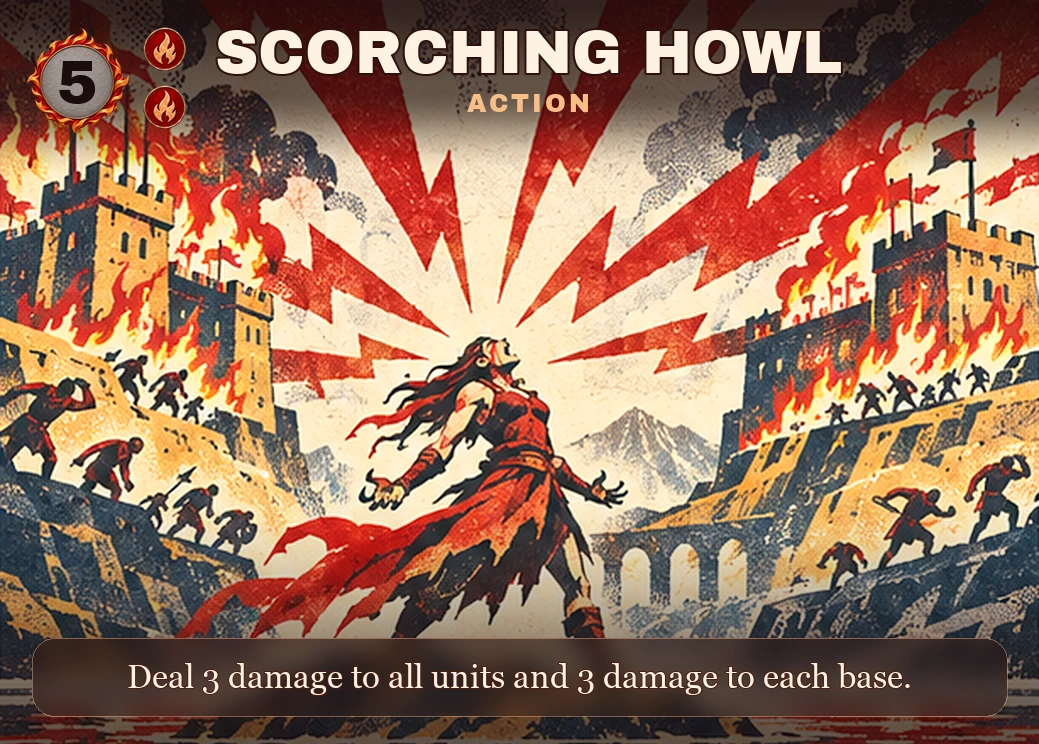 5
SCORCHING HOWL
ACTION
Deal 3 damage to all units and 3 damage to each base.